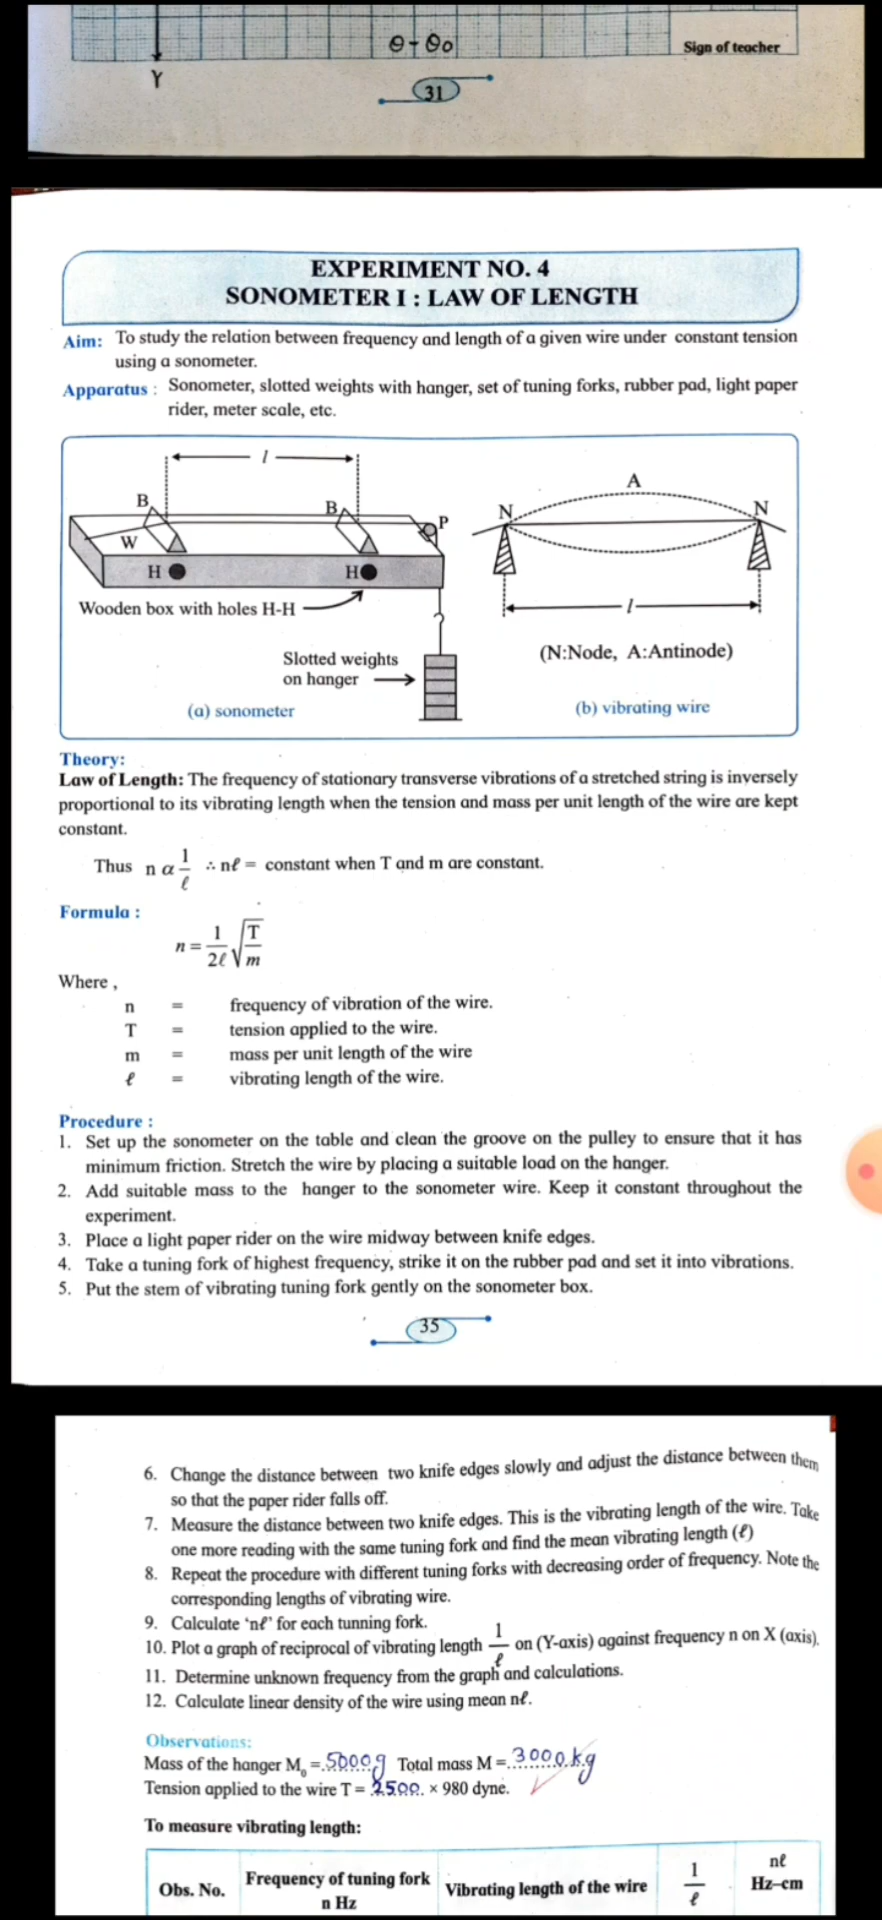 θ - θ₀
Sign of teacher
Y
31
EXPERIMENT NO. 4
SONOMETER I : LAW OF LENGTH
Aim: To study the relation between frequency and length of a given wire under constant tension
using a sonometer.
Apparatus : Sonometer, slotted weights with hanger, set of tuning forks, rubber pad, light paper
rider, meter scale, etc.
l
A
B
B
P
N
N
W
H
H
Wooden box with holes H-H
l
Slotted weights
on hanger
(N:Node, A:Antinode)
(a) sonometer
(b) vibrating wire
Theory:
Law of Length: The frequency of stationary transverse vibrations of a stretched string is inversely
proportional to its vibrating length when the tension and mass per unit length of the wire are kept
constant.
Thus n α 1/ℓ ∴ nℓ = constant when T and m are constant.
Formula :
n = 1/2ℓ √T/m
Where ,
n = frequency of vibration of the wire.
T = tension applied to the wire.
m = mass per unit length of the wire
ℓ = vibrating length of the wire.
Procedure :
1. Set up the sonometer on the table and clean the groove on the pulley to ensure that it has
minimum friction. Stretch the wire by placing a suitable load on the hanger.
2. Add suitable mass to the hanger to the sonometer wire. Keep it constant throughout the
experiment.
3. Place a light paper rider on the wire midway between knife edges.
4. Take a tuning fork of highest frequency, strike it on the rubber pad and set it into vibrations.
5. Put the stem of vibrating tuning fork gently on the sonometer box.
35
6. Change the distance between two knife edges slowly and adjust the distance between them
so that the paper rider falls off.
7. Measure the distance between two knife edges. This is the vibrating length of the wire. Take
one more reading with the same tuning fork and find the mean vibrating length (ℓ)
8. Repeat the procedure with different tuning forks with decreasing order of frequency. Note the
corresponding lengths of vibrating wire.
9. Calculate 'nℓ' for each tunning fork.
10. Plot a graph of reciprocal of vibrating length 1/ℓ on (Y-axis) against frequency n on X (axis).
11. Determine unknown frequency from the graph and calculations.
12. Calculate linear density of the wire using mean nℓ.
Observations:
Mass of the hanger M₀ = 5000g Total mass M = 3000 kg
Tension applied to the wire T = 2500 × 980 dyne.
To measure vibrating length:
Obs. No. Frequency of tuning fork n Hz Vibrating length of the wire 1/ℓ nℓ Hz-cm